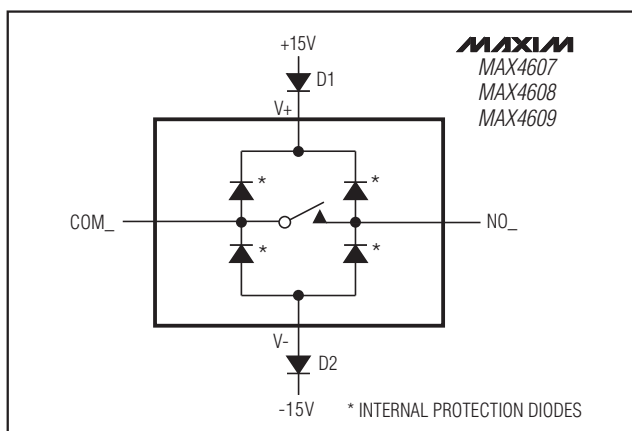 +15V
MAXIM
MAX4607
MAX4608
MAX4609
D1
V+
*
*
COM_
NO_
*
*
V-
D2
-15V
* INTERNAL PROTECTION DIODES